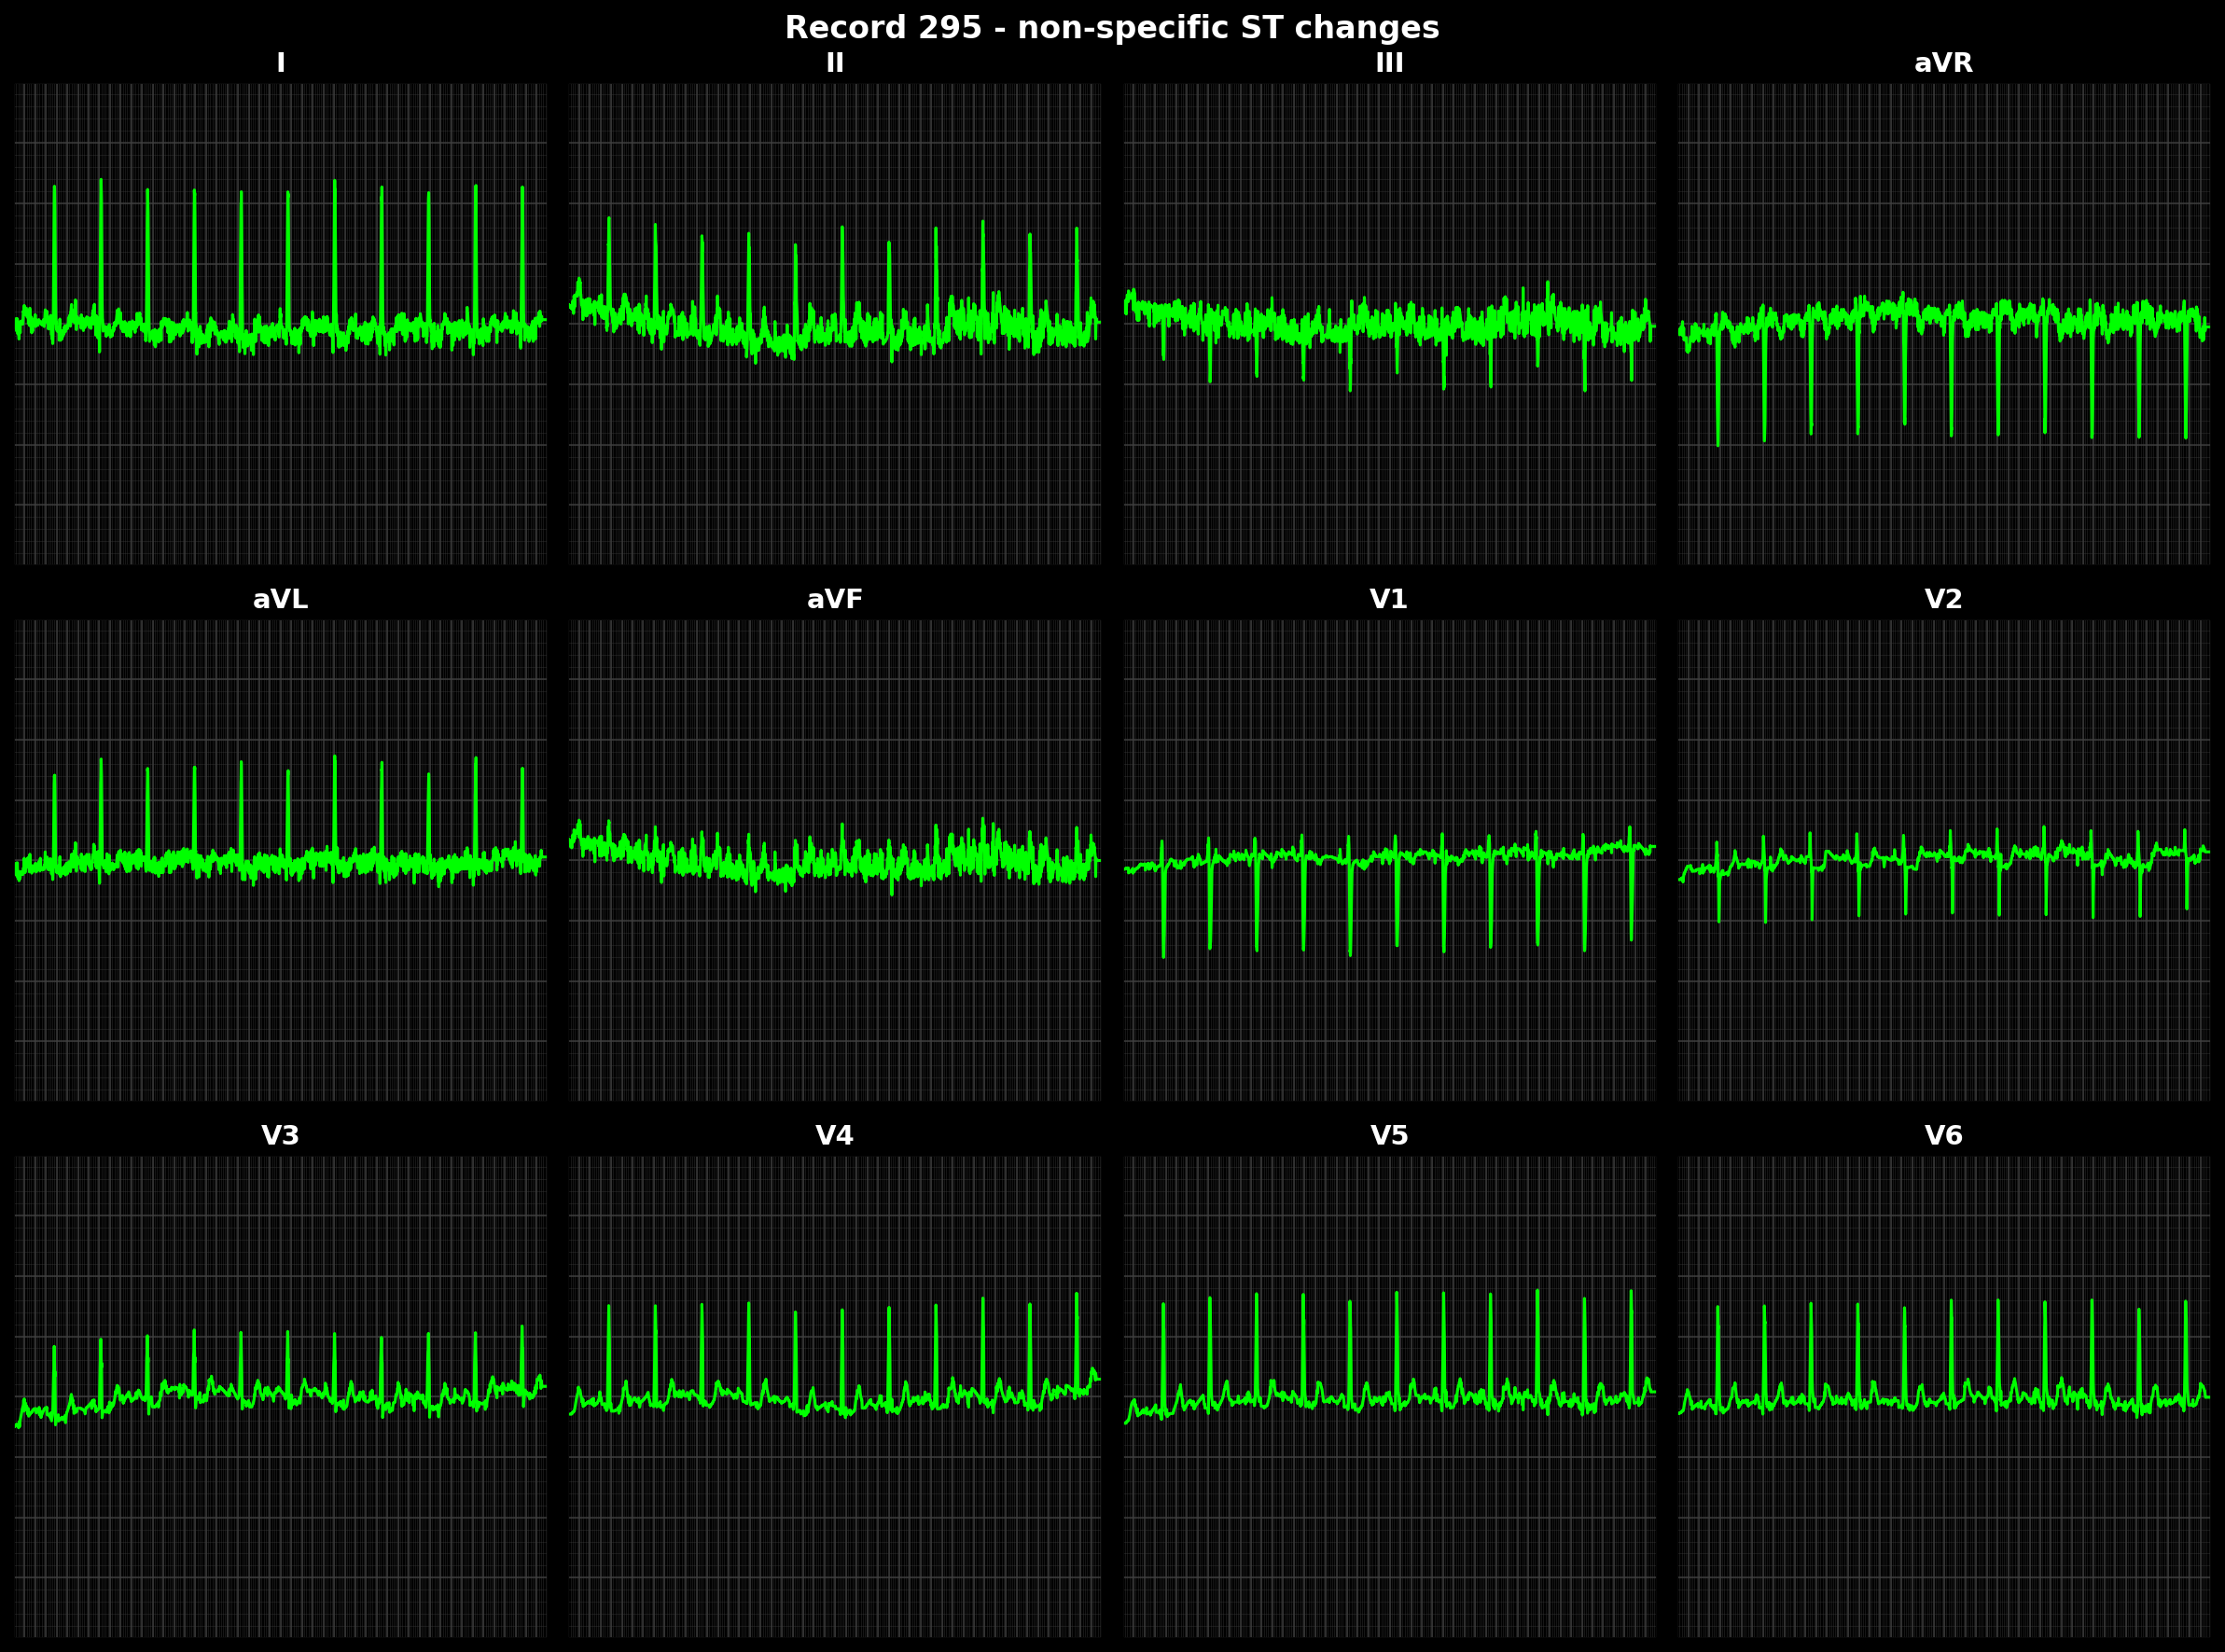 Record 295 - non-specific ST changes
I
II
III
aVR
aVL
aVF
V1
V2
V3
V4
V5
V6